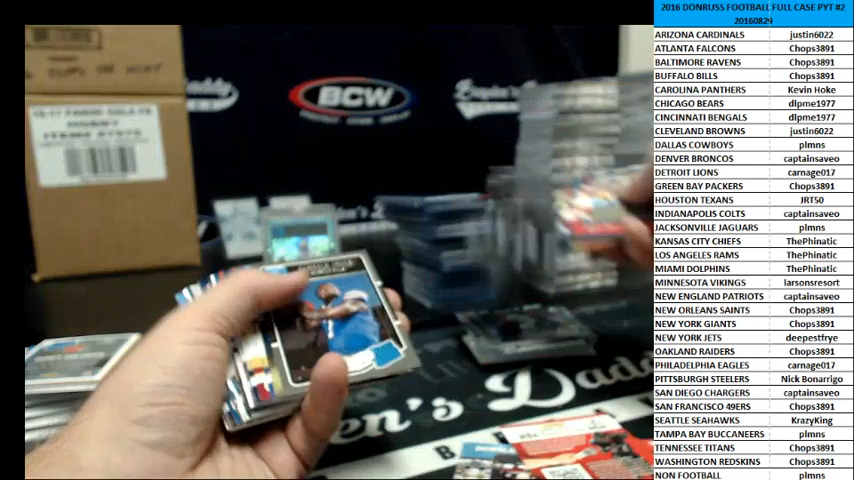 2016 DONRUSS FOOTBALL FULL CASE PYT #2
20160829
ARIZONA CARDINALS justin6022
ATLANTA FALCONS Chops3891
BALTIMORE RAVENS Chops3891
BUFFALO BILLS Chops3891
CAROLINA PANTHERS Kevin Hoke
CHICAGO BEARS dlpme1977
CINCINNATI BENGALS dlpme1977
CLEVELAND BROWNS justin6022
DALLAS COWBOYS plmns
DENVER BRONCOS captainsaveo
DETROIT LIONS carnage017
GREEN BAY PACKERS Chops3891
HOUSTON TEXANS JRT50
INDIANAPOLIS COLTS captainsaveo
JACKSONVILLE JAGUARS plmns
KANSAS CITY CHIEFS ThePhinatic
LOS ANGELES RAMS ThePhinatic
MIAMI DOLPHINS ThePhinatic
MINNESOTA VIKINGS larsonsresort
NEW ENGLAND PATRIOTS captainsaveo
NEW ORLEANS SAINTS Chops3891
NEW YORK GIANTS Chops3891
NEW YORK JETS deepestfrye
OAKLAND RAIDERS Chops3891
PHILADELPHIA EAGLES carnage017
PITTSBURGH STEELERS Nick Bonarrigo
SAN DIEGO CHARGERS captainsaveo
SAN FRANCISCO 49ERS Chops3891
SEATTLE SEAHAWKS KrazyKing
TAMPA BAY BUCCANEERS plmns
TENNESSEE TITANS Chops3891
WASHINGTON REDSKINS Chops3891
NON FOOTBALL plmns
BCW
en's Daddy